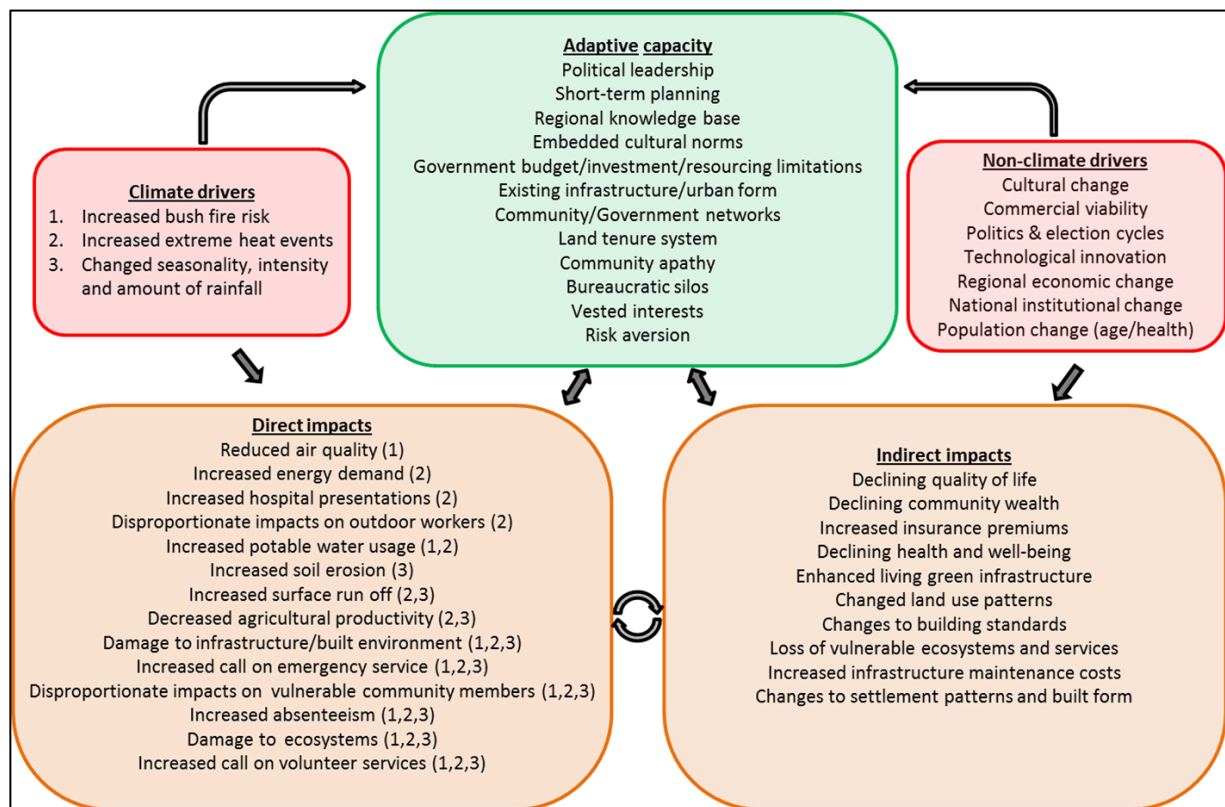 Adaptive capacity
Political leadership
Short-term planning
Regional knowledge base
Embedded cultural norms
Government budget/investment/resourcing limitations
Existing infrastructure/urban form
Community/Government networks
Land tenure system
Community apathy
Bureaucratic silos
Vested interests
Risk aversion
Climate drivers
1. Increased bush fire risk
2. Increased extreme heat events
3. Changed seasonality, intensity
and amount of rainfall
Non-climate drivers
Cultural change
Commercial viability
Politics & election cycles
Technological innovation
Regional economic change
National institutional change
Population change (age/health)
Direct impacts
Reduced air quality (1)
Increased energy demand (2)
Increased hospital presentations (2)
Disproportionate impacts on outdoor workers (2)
Increased potable water usage (1,2)
Increased soil erosion (3)
Increased surface run off (2,3)
Decreased agricultural productivity (2,3)
Damage to infrastructure/built environment (1,2,3)
Increased call on emergency service (1,2,3)
Disproportionate impacts on vulnerable community members (1,2,3)
Increased absenteeism (1,2,3)
Damage to ecosystems (1,2,3)
Increased call on volunteer services (1,2,3)
Indirect impacts
Declining quality of life
Declining community wealth
Increased insurance premiums
Declining health and well-being
Enhanced living green infrastructure
Changed land use patterns
Changes to building standards
Loss of vulnerable ecosystems and services
Increased infrastructure maintenance costs
Changes to settlement patterns and built form